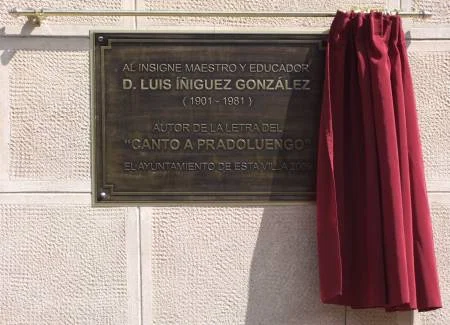 AL INSIGNE MAESTRO Y EDUCADOR
D. LUIS ÍÑIGUEZ GONZÁLEZ
( 1901 - 1981 )
AUTOR DE LA LETRA DEL
"CANTO A PRADOLUENGO"
EL AYUNTAMIENTO DE ESTA VILLA